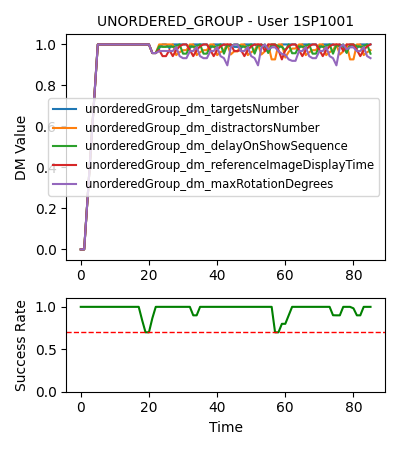 UNORDERED_GROUP - User 1SP1001
DM Value
1.0
0.8
0.6
0.4
0.2
0.0
unorderedGroup_dm_targetsNumber
unorderedGroup_dm_distractorsNumber
unorderedGroup_dm_delayOnShowSequence
unorderedGroup_dm_referenceImageDisplayTime
unorderedGroup_dm_maxRotationDegrees
0 20 40 60 80
Success Rate
1.0
0.5
0.0
0 20 40 60 80
Time